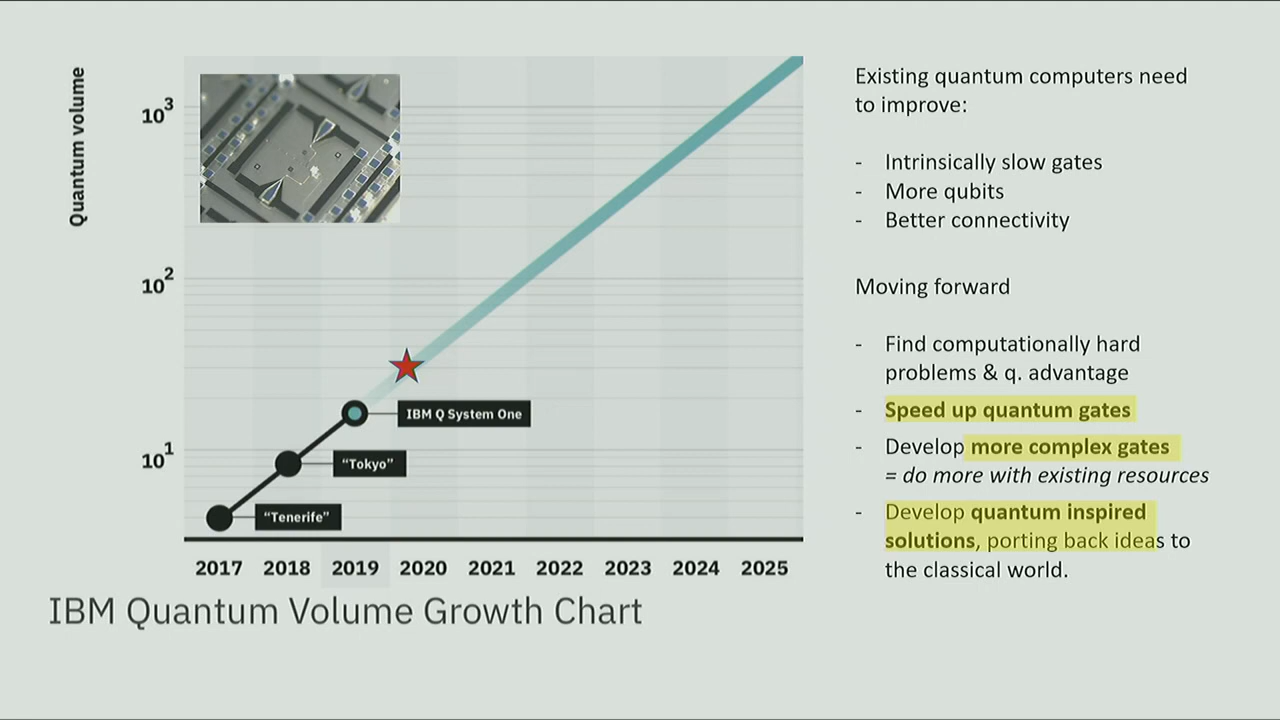 Quantum volume
10³
10²
10¹
IBM Q System One
“Tokyo”
“Tenerife”
2017 2018 2019 2020 2021 2022 2023 2024 2025
IBM Quantum Volume Growth Chart
Existing quantum computers need
to improve:
- Intrinsically slow gates
- More qubits
- Better connectivity
Moving forward
- Find computationally hard
problems & q. advantage
- Speed up quantum gates
- Develop more complex gates
= do more with existing resources
- Develop quantum inspired
solutions, porting back ideas to
the classical world.